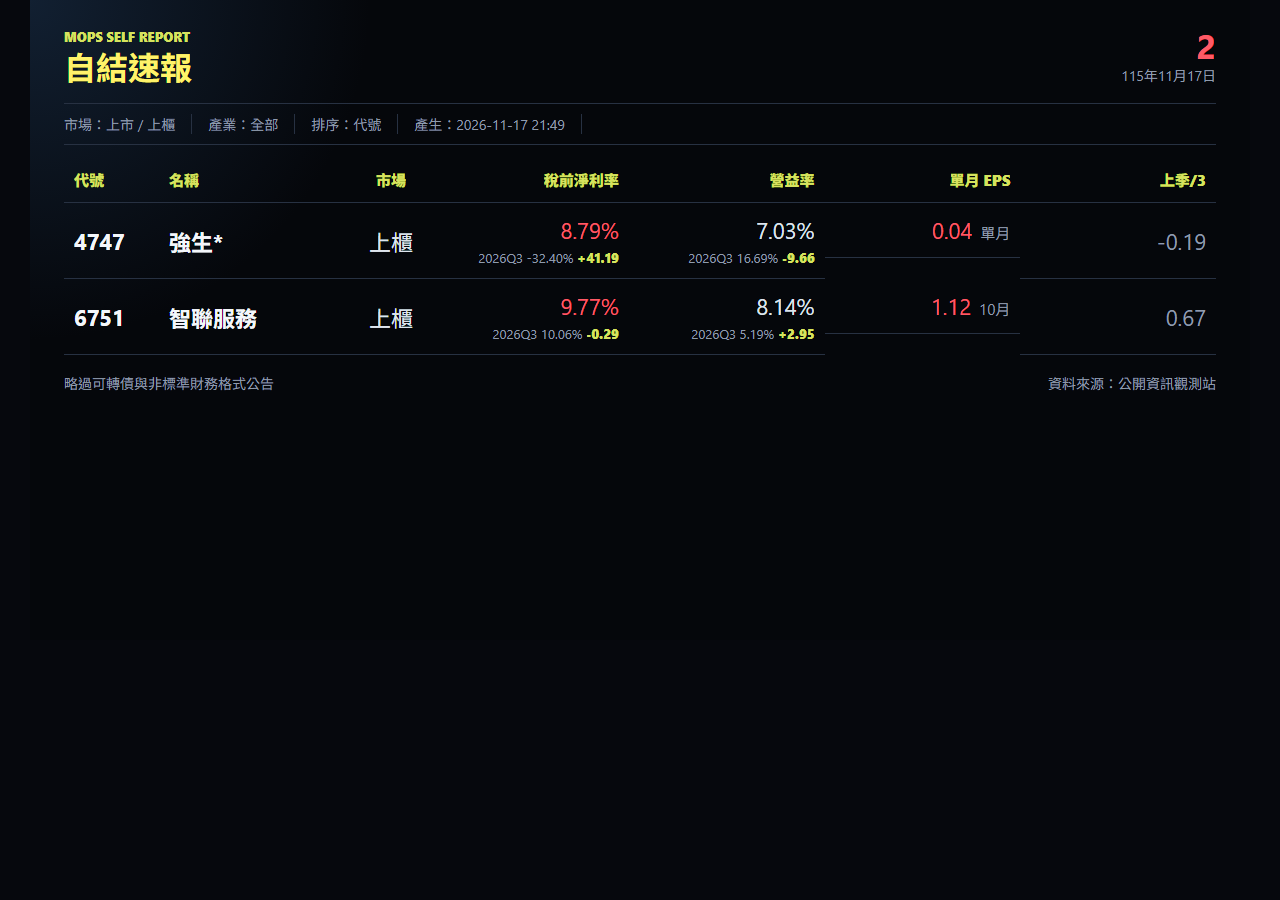 MOPS SELF REPORT
自結速報
2
115年11月17日
市場：上市 / 上櫃 產業：全部 排序：代號 產生：2026-11-17 21:49
代號 名稱 市場 稅前淨利率 營益率 單月 EPS 上季/3
4747 強生* 上櫃 8.79% 7.03% 0.04 單月 -0.19
2026Q3 -32.40% +41.19 2026Q3 16.69% -9.66
6751 智聯服務 上櫃 9.77% 8.14% 1.12 10月 0.67
2026Q3 10.06% -0.29 2026Q3 5.19% +2.95
略過可轉債與非標準財務格式公告 資料來源：公開資訊觀測站